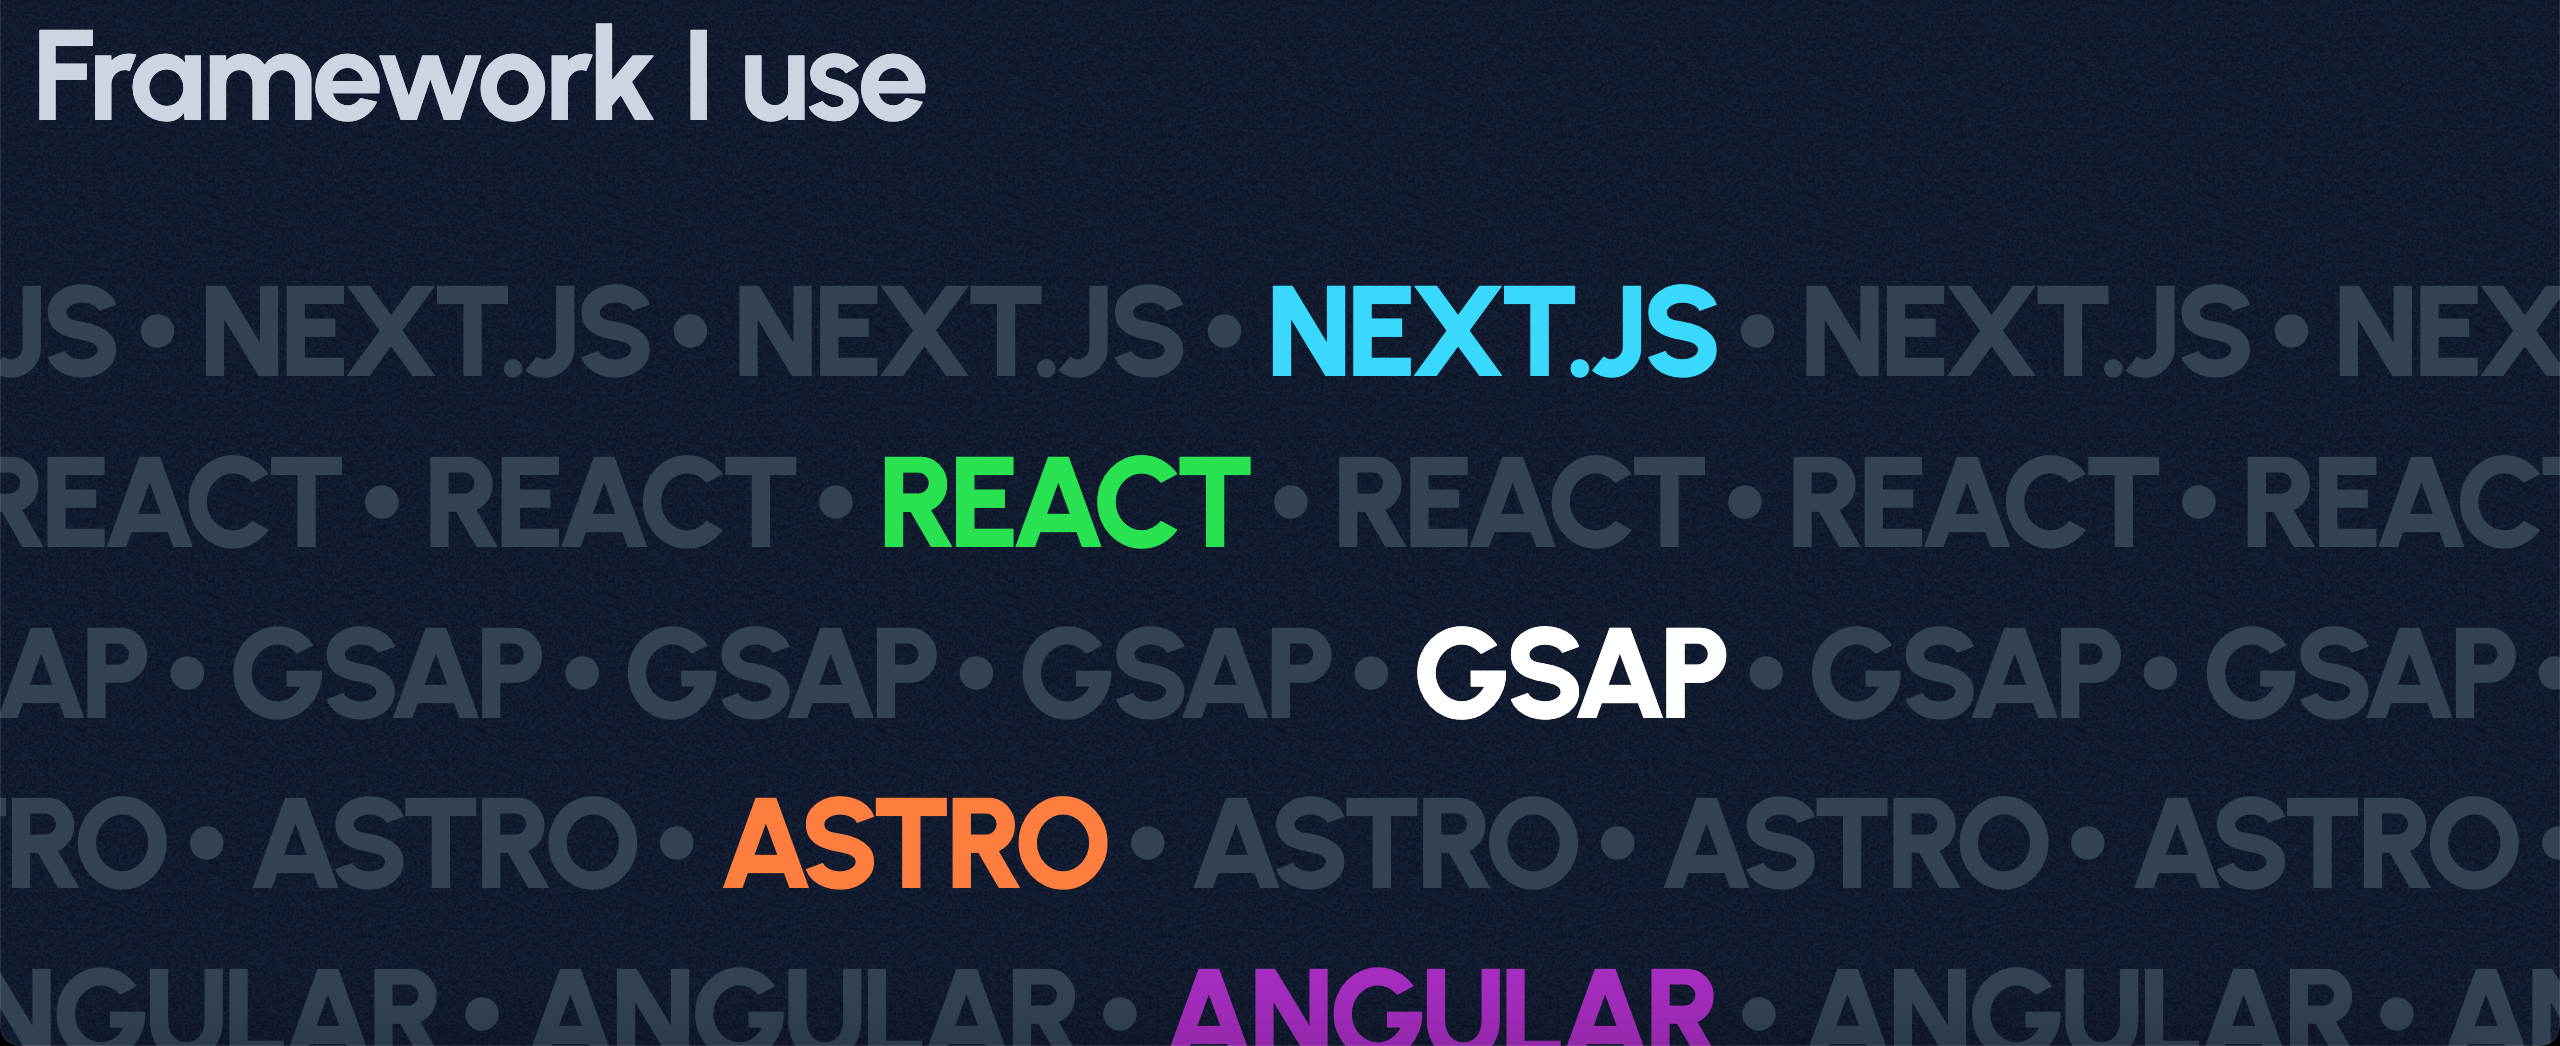 Framework I use
JS • NEXT.JS • NEXT.JS • NEXT.JS • NEXT.JS • NEX
REACT • REACT • REACT • REACT • REACT • REACT
AP • GSAP • GSAP • GSAP • GSAP • GSAP • GSAP •
TRO • ASTRO • ASTRO • ASTRO • ASTRO • ASTRO •
NGULAR • ANGULAR • ANGULAR • ANGULAR • AN